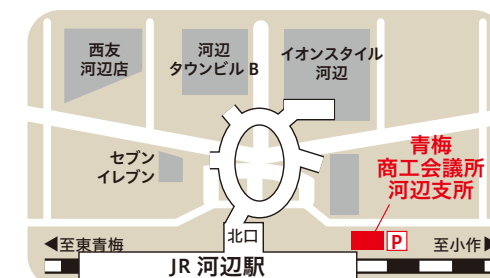 西友
河辺店
河辺
タウンビル B
イオンスタイル
河辺
セブン
イレブン
青梅
商工会議所
河辺支所
北口
P
◀至東青梅
至小作▶
JR 河辺駅